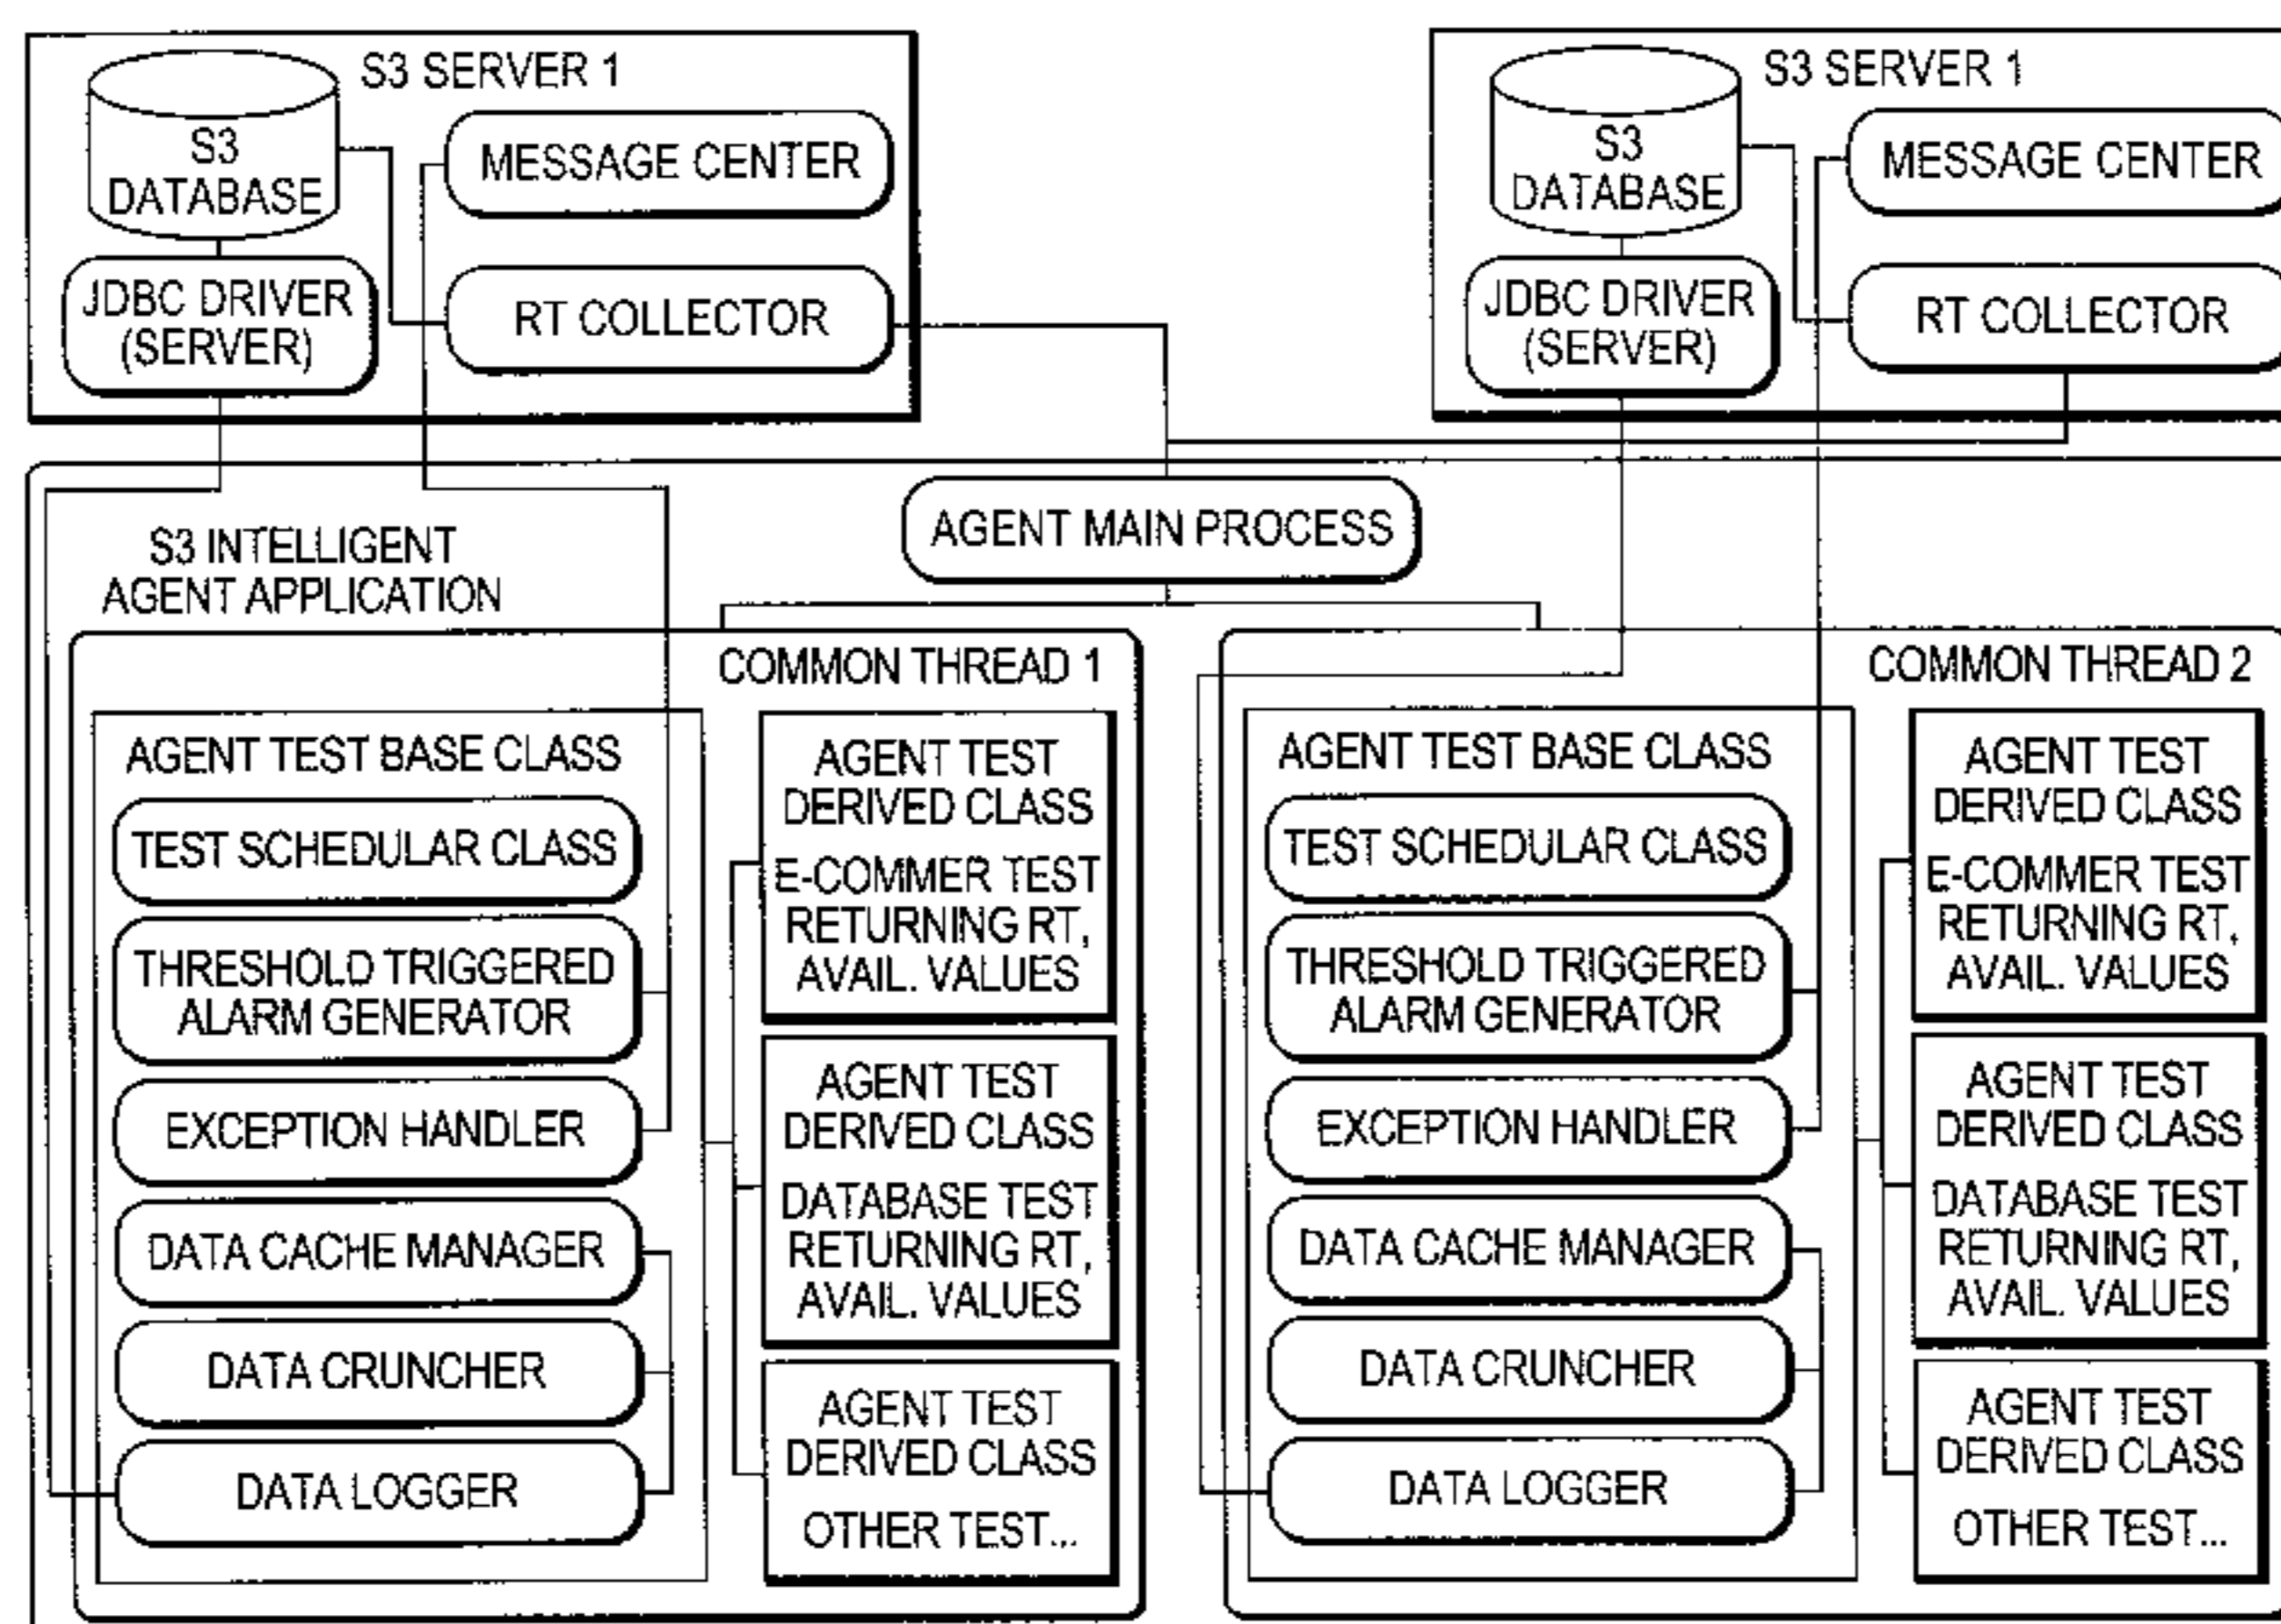 S3 SERVER 1
S3
DATABASE
MESSAGE CENTER
JDBC DRIVER
(SERVER)
RT COLLECTOR
S3 SERVER 1
S3
DATABASE
MESSAGE CENTER
JDBC DRIVER
(SERVER)
RT COLLECTOR
AGENT MAIN PROCESS
S3 INTELLIGENT
AGENT APPLICATION
COMMON THREAD 1
AGENT TEST BASE CLASS
TEST SCHEDULAR CLASS
THRESHOLD TRIGGERED
ALARM GENERATOR
EXCEPTION HANDLER
DATA CACHE MANAGER
DATA CRUNCHER
DATA LOGGER
AGENT TEST
DERIVED CLASS
E-COMMER TEST
RETURNING RT,
AVAIL. VALUES
AGENT TEST
DERIVED CLASS
DATABASE TEST
RETURNING RT,
AVAIL. VALUES
AGENT TEST
DERIVED CLASS
OTHER TEST...
COMMON THREAD 2
AGENT TEST BASE CLASS
TEST SCHEDULAR CLASS
THRESHOLD TRIGGERED
ALARM GENERATOR
EXCEPTION HANDLER
DATA CACHE MANAGER
DATA CRUNCHER
DATA LOGGER
AGENT TEST
DERIVED CLASS
E-COMMER TEST
RETURNING RT,
AVAIL. VALUES
AGENT TEST
DERIVED CLASS
DATABASE TEST
RETURNING RT,
AVAIL. VALUES
AGENT TEST
DERIVED CLASS
OTHER TEST...